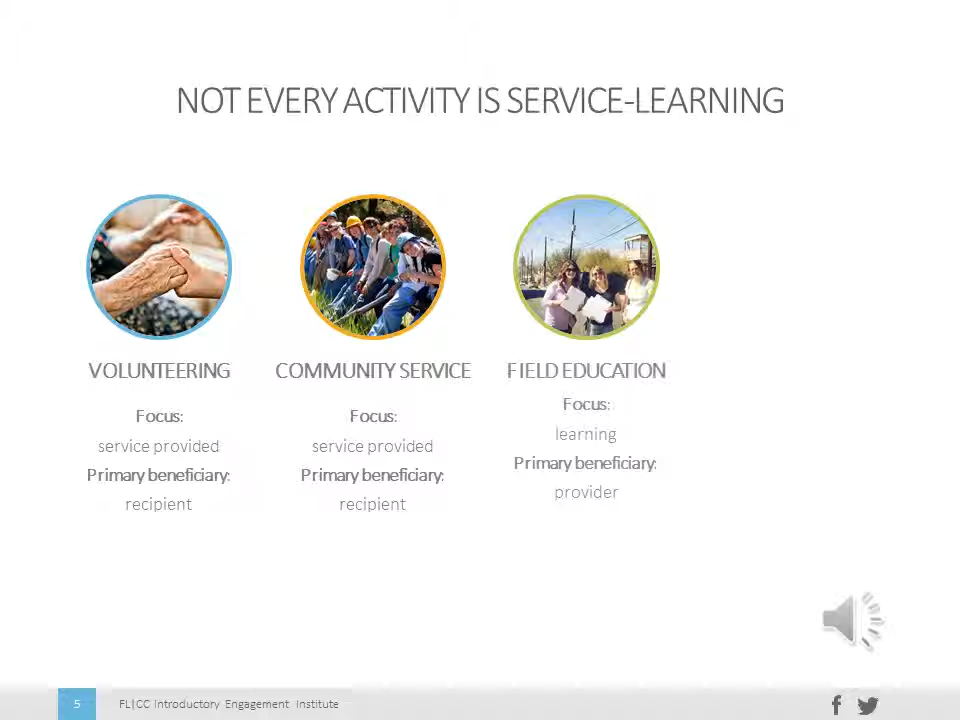 NOT EVERY ACTIVITY IS SERVICE-LEARNING
VOLUNTEERING
Focus:
service provided
Primary beneficiary:
recipient
COMMUNITY SERVICE
Focus:
service provided
Primary beneficiary:
recipient
FIELD EDUCATION
Focus:
learning
Primary beneficiary:
provider
5
FL|CC Introductory Engagement Institute